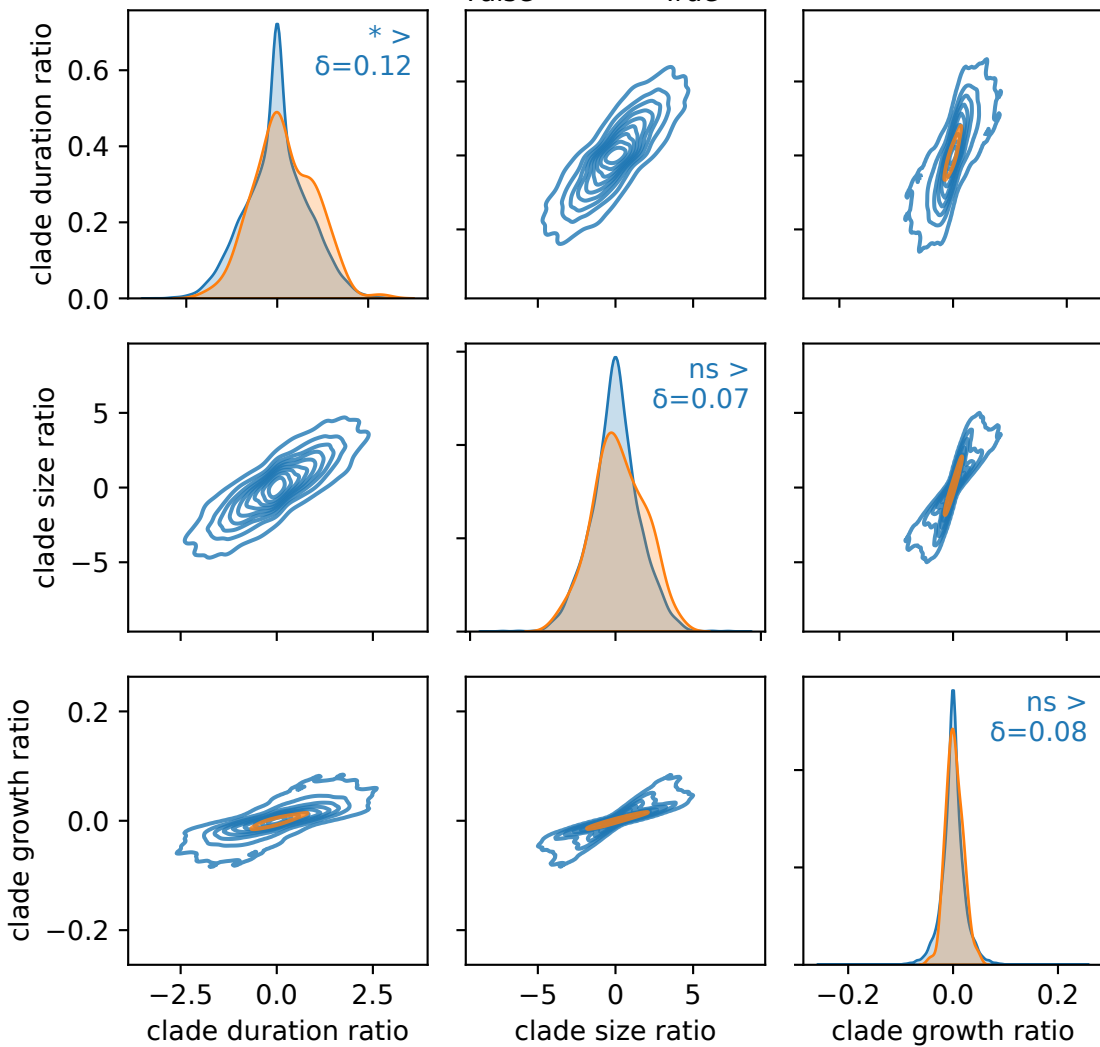 * >
δ=0.12
clade duration ratio
0.6
0.4
0.2
0.0
ns >
δ=0.07
clade size ratio
5
0
−5
ns >
δ=0.08
clade growth ratio
0.2
0.0
−0.2
−2.5 0.0 2.5
−5 0 5
−0.2 0.0 0.2
clade duration ratio
clade size ratio
clade growth ratio